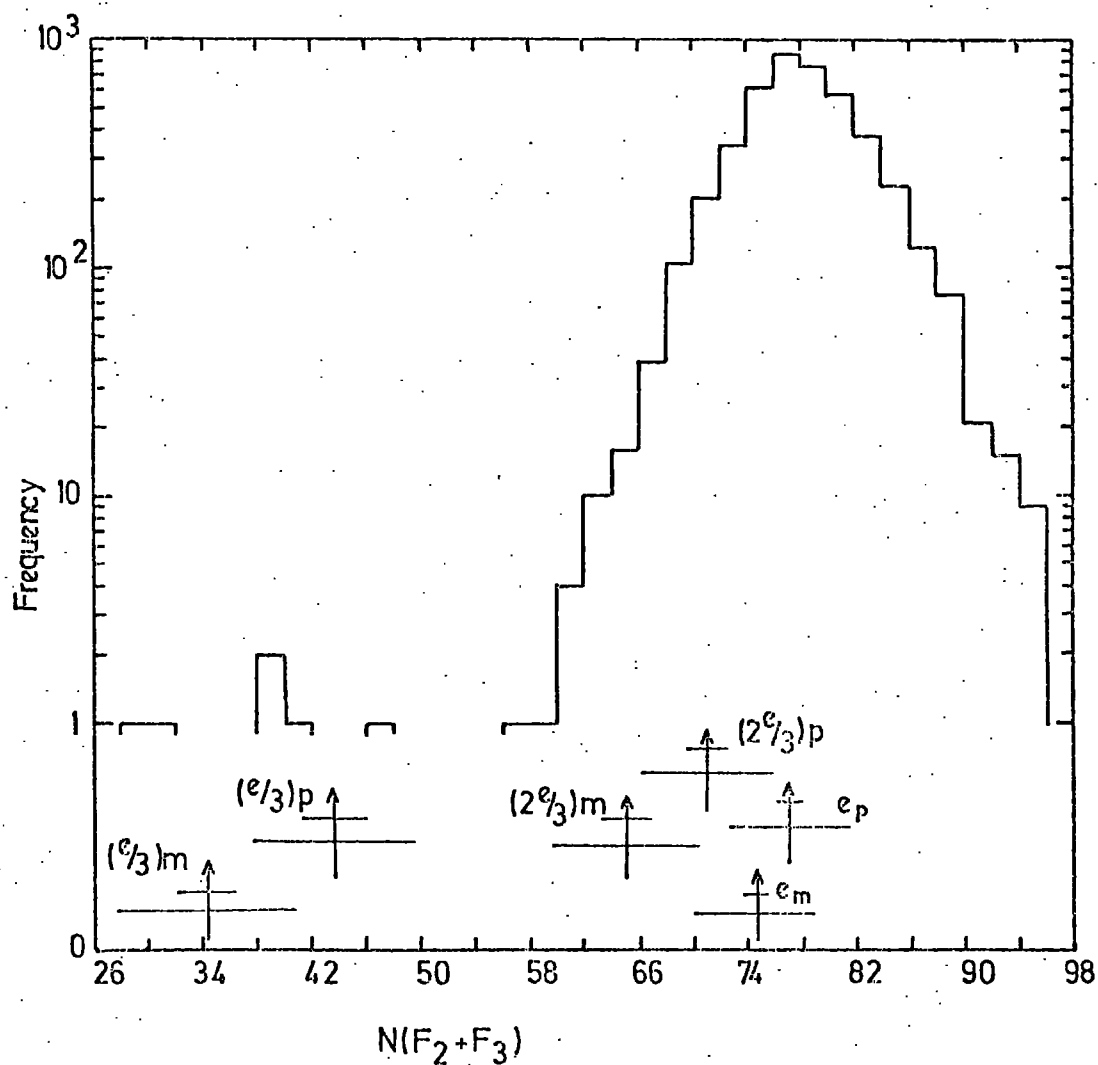 10³
10²
10
1
0
Frequency
(2e/3)p
(e/3)p
(2e/3)m
e_p
(e/3)m
e_m
26 34 42 50 58 66 74 82 90 98
N(F₂+F₃)